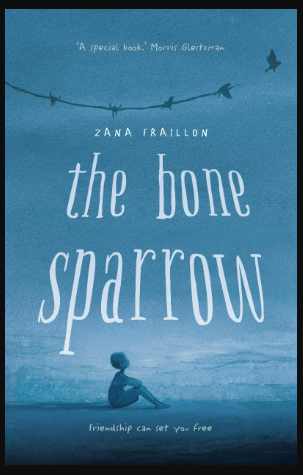 'A special book.' Morris Gleitzman
ZANA FRAILLON
the bone
sparrow
Friendship can set you free